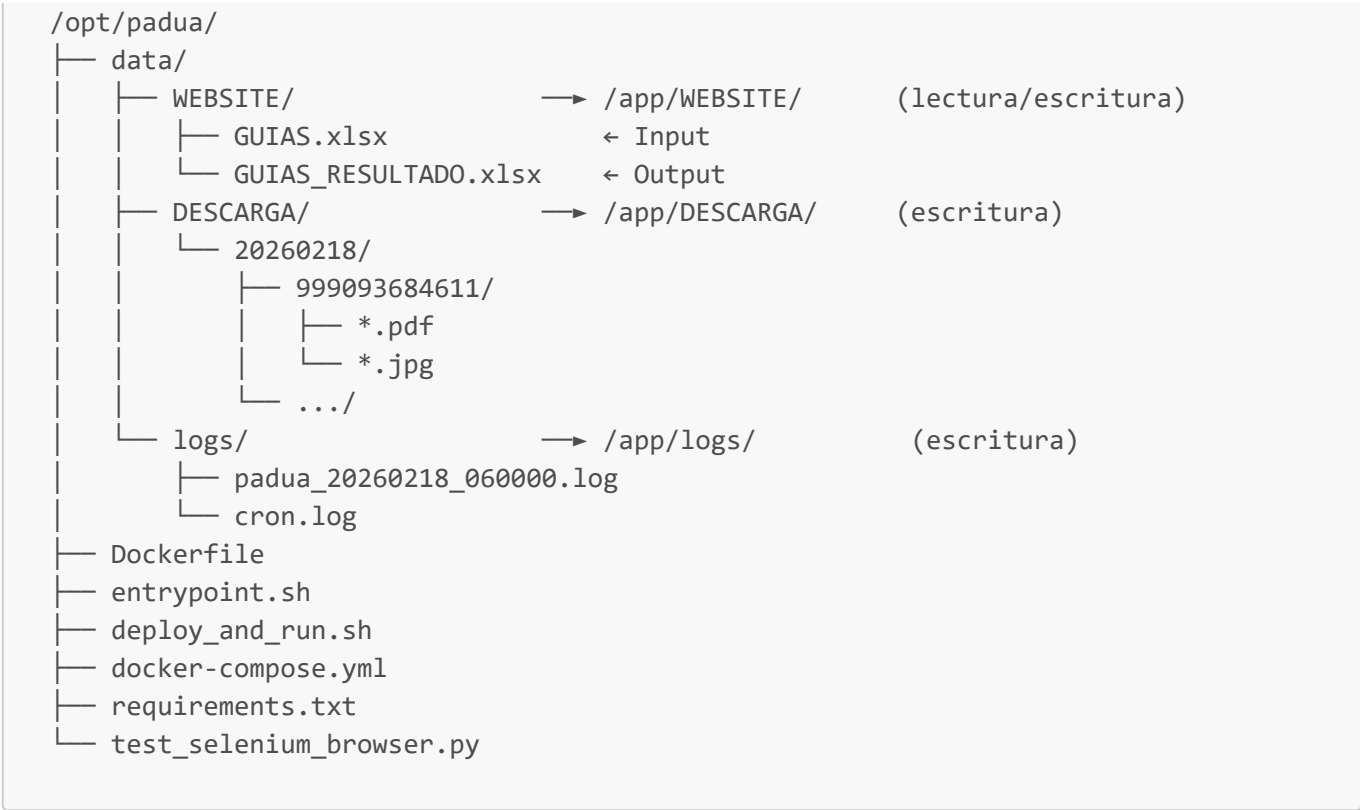 /opt/padua/
├── data/
│   ├── WEBSITE/             ──► /app/WEBSITE/     (lectura/escritura)
│   │   ├── GUIAS.xlsx           ← Input
│   │   └── GUIAS_RESULTADO.xlsx   ← Output
│   ├── DESCARGA/            ──► /app/DESCARGA/    (escritura)
│   │   └── 20260218/
│   │       ├── 999093684611/
│   │       │   ├── *.pdf
│   │       │   └── *.jpg
│   │       └── .../
│   └── logs/                ──► /app/logs/         (escritura)
│       ├── padua_20260218_060000.log
│       └── cron.log
├── Dockerfile
├── entrypoint.sh
├── deploy_and_run.sh
├── docker-compose.yml
├── requirements.txt
└── test_selenium_browser.py